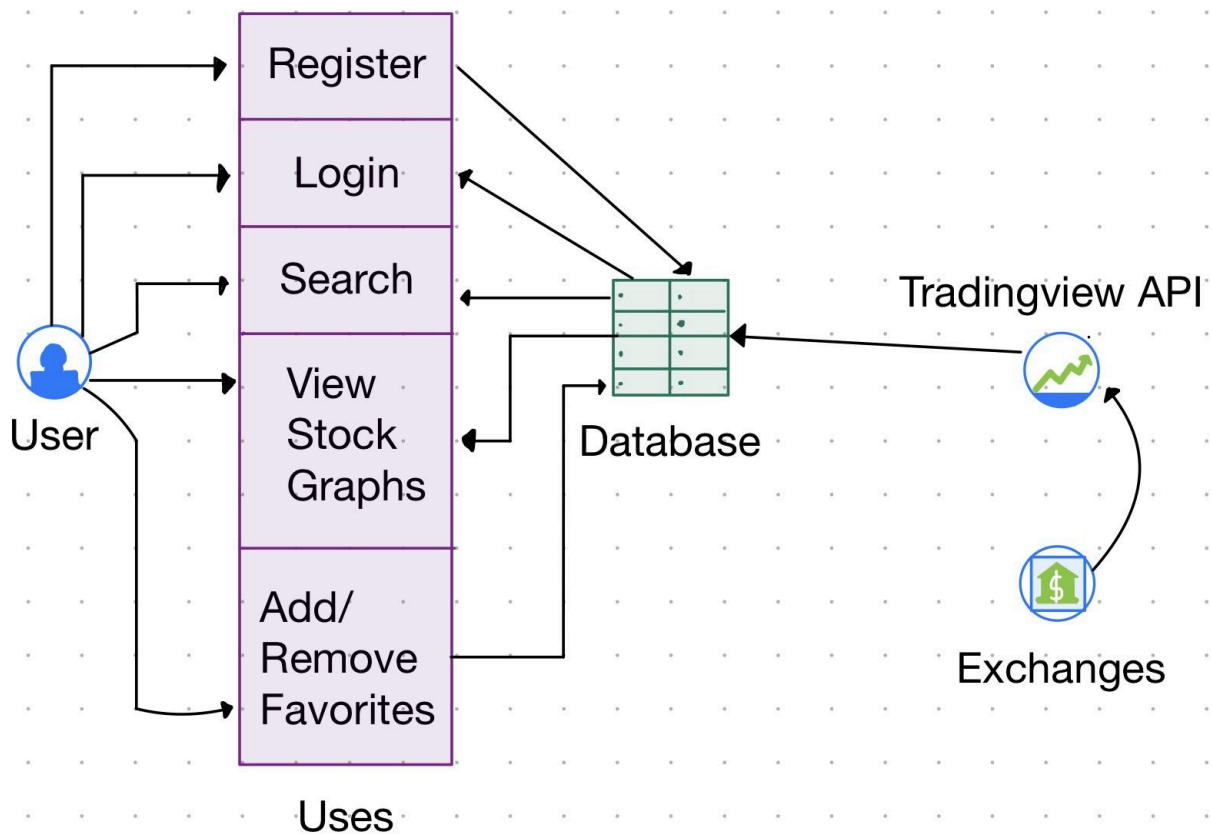 Register
Login
Search
View
Stock
Graphs
Add/
Remove
Favorites
Uses
User
Database
Tradingview API
$
Exchanges